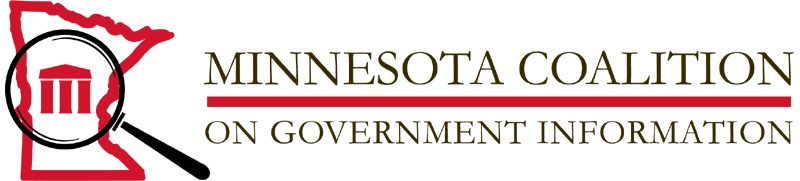 MINNESOTA COALITION
ON GOVERNMENT INFORMATION